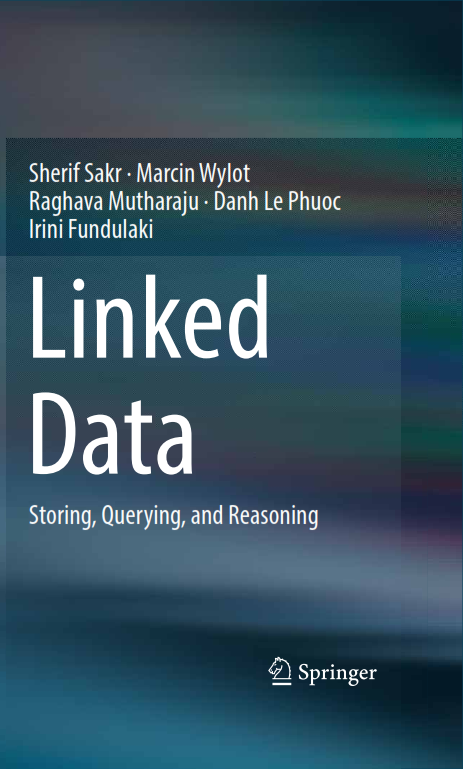 Sherif Sakr · Marcin Wylot
Raghava Mutharaju · Danh Le Phuoc
Irini Fundulaki
Linked
Data
Storing, Querying, and Reasoning
Springer